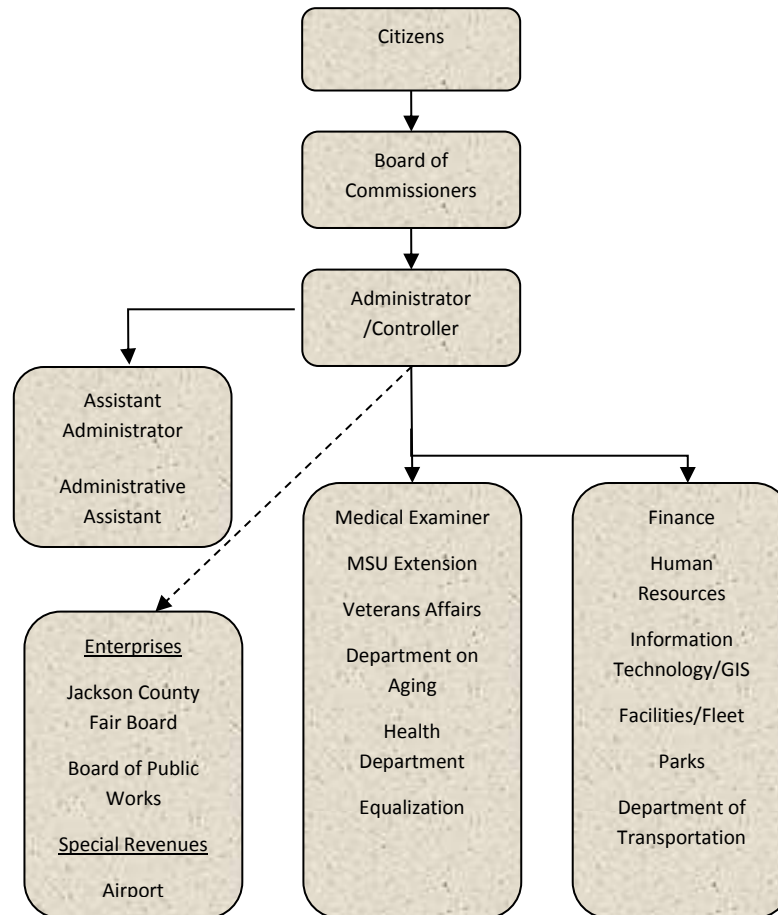 Citizens
Board of
Commissioners
Administrator
/Controller
Assistant
Administrator
Administrative
Assistant
Medical Examiner
MSU Extension
Veterans Affairs
Department on
Aging
Health
Department
Equalization
Finance
Human
Resources
Information
Technology/GIS
Facilities/Fleet
Parks
Department of
Transportation
Enterprises
Jackson County
Fair Board
Board of Public
Works
Special Revenues
Airport